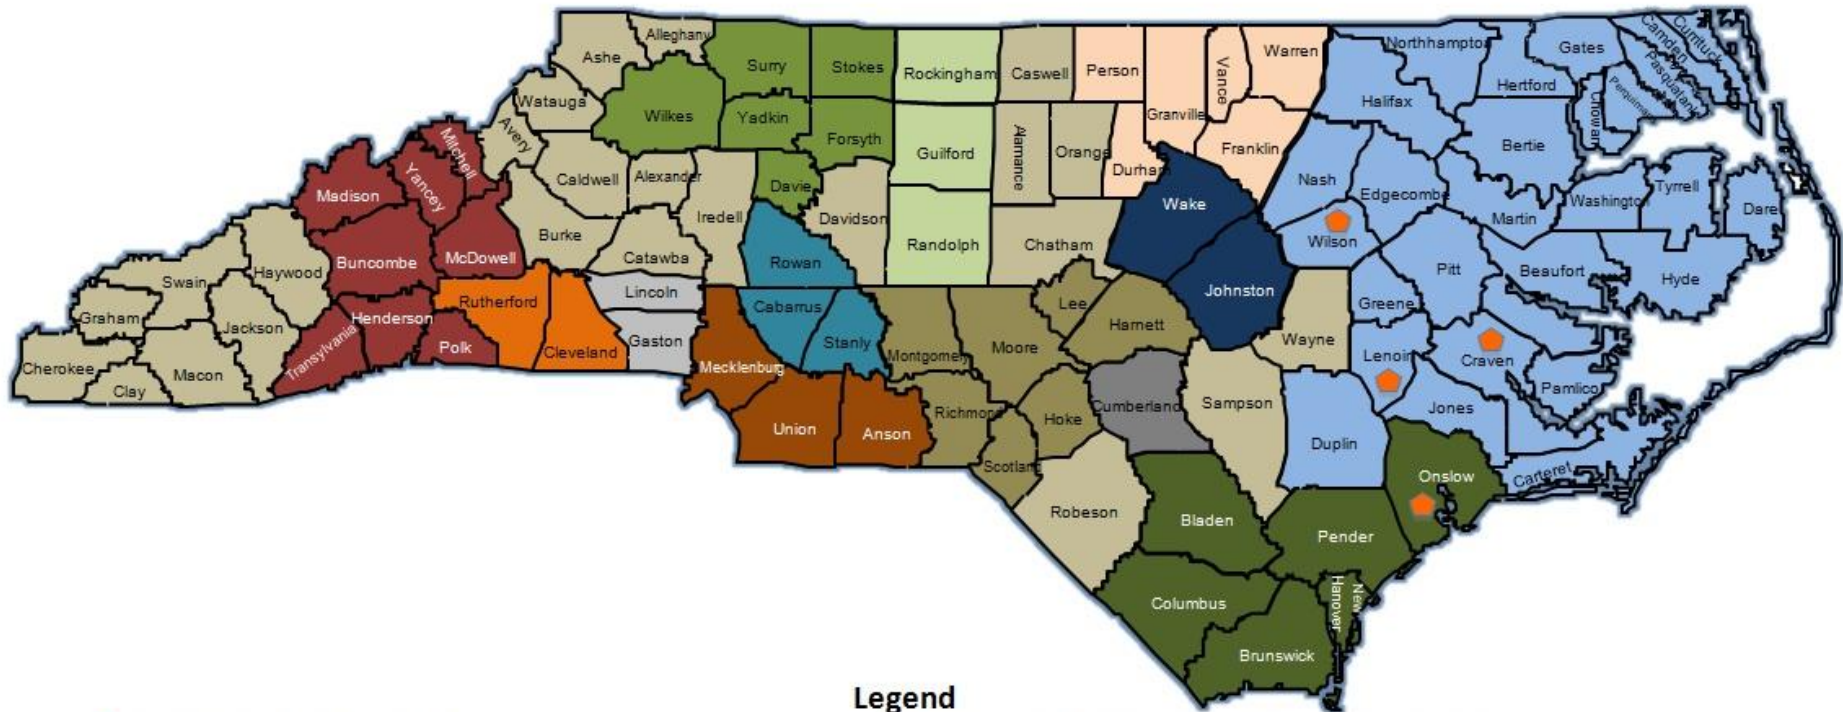 Alleghany
Ashe
Surry
Stokes
Rockingham
Caswell
Person
Vance
Warren
Northhampton
Gates
Camden
Currituck
Pasquatank
Perquimans
Hertford
Chowan
Watauga
Wilkes
Yadkin
Forsyth
Guilford
Granville
Halifax
Bertie
Avery
Mitchell
Alamance
Orange
Durham
Franklin
Caldwell
Alexander
Davie
Nash
Edgecombe
Madison
Yancey
Iredell
Davidson
Wake
Martin
Washington
Tyrrell
Dare
Burke
Catawba
Rowan
Randolph
Chatham
Wilson
Buncombe
McDowell
Pitt
Beaufort
Hyde
Haywood
Swain
Rutherford
Lincoln
Cabarrus
Lee
Johnston
Greene
Graham
Jackson
Henderson
Harnett
Transylvania
Polk
Cleveland
Gaston
Stanly
Montgomery
Moore
Wayne
Lenoir
Craven
Cherokee
Clay
Macon
Mecklenburg
Pamlico
Union
Anson
Richmond
Hoke
Cumberland
Sampson
Jones
Duplin
Scotland
Onslow
Carteret
Robeson
Bladen
Pender
Columbus
New
Hanover
Brunswick
Legend